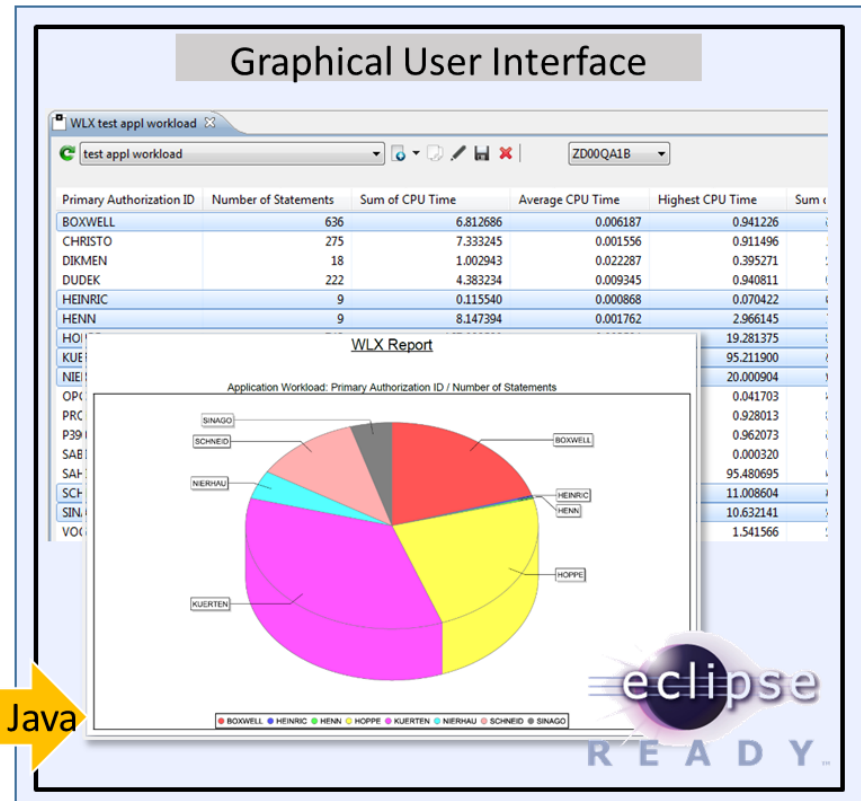 Graphical User Interface
WLX test appl workload
test appl workload ZD00QA1B
Primary Authorization ID Number of Statements Sum of CPU Time Average CPU Time Highest CPU Time Sum
BOXWELL 636 6.812686 0.006187 0.941226
CHRISTO 275 7.333245 0.001556 0.911496
DIKMEN 18 1.002943 0.022287 0.395271
DUDEK 222 4.383234 0.009345 0.940811
HEINRIC 9 0.115540 0.000868 0.070422
HENN 9 8.147394 0.001762 2.966145
19.281375
95.211900
20.000904
0.041703
0.928013
0.962073
0.000320
95.480695
11.008604
10.632141
1.541566
WLX Report
Application Workload: Primary Authorization ID / Number of Statements
SINAGO
SCHNEID
BOXWELL
NIERHAU
HEINRIC
HENN
HOPPE
KUERTEN
BOXWELL HEINRIC HENN HOPPE KUERTEN NIERHAU SCHNEID SINAGO
Java
eclipse
READY